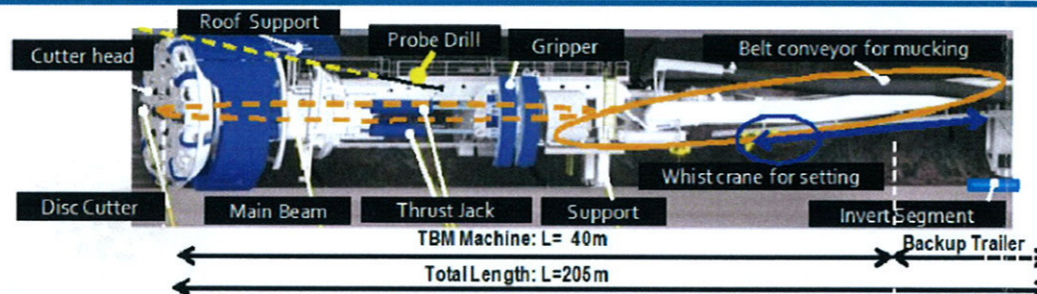 Roof Support
Cutter head
Probe Drill
Gripper
Belt conveyor for mucking
Whist crane for setting
Disc Cutter
Main Beam
Thrust Jack
Support
Invert Segment
TBM Machine: L= 40m
Backup Trailer
Total Length: L=205m